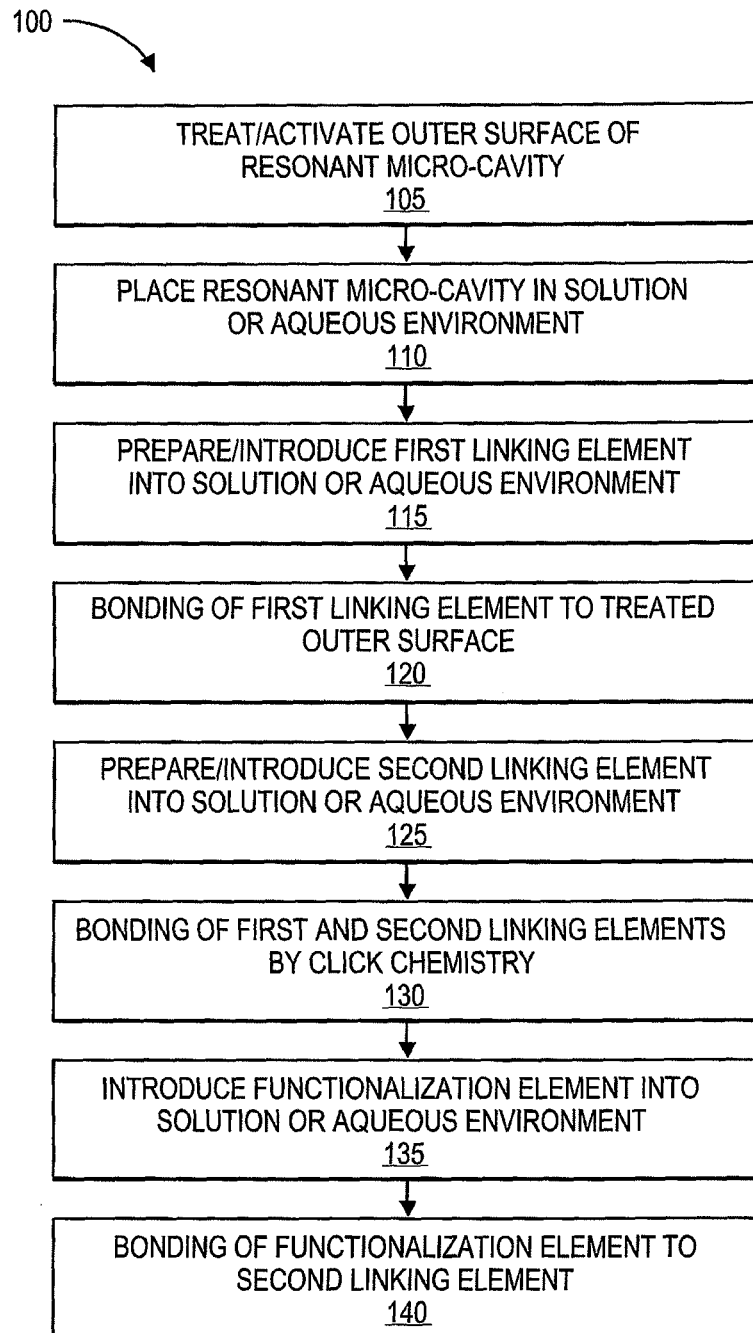 100
TREAT/ACTIVATE OUTER SURFACE OF
RESONANT MICRO-CAVITY
105
PLACE RESONANT MICRO-CAVITY IN SOLUTION
OR AQUEOUS ENVIRONMENT
110
PREPARE/INTRODUCE FIRST LINKING ELEMENT
INTO SOLUTION OR AQUEOUS ENVIRONMENT
115
BONDING OF FIRST LINKING ELEMENT TO TREATED
OUTER SURFACE
120
PREPARE/INTRODUCE SECOND LINKING ELEMENT
INTO SOLUTION OR AQUEOUS ENVIRONMENT
125
BONDING OF FIRST AND SECOND LINKING ELEMENTS
BY CLICK CHEMISTRY
130
INTRODUCE FUNCTIONALIZATION ELEMENT INTO
SOLUTION OR AQUEOUS ENVIRONMENT
135
BONDING OF FUNCTIONALIZATION ELEMENT TO
SECOND LINKING ELEMENT
140